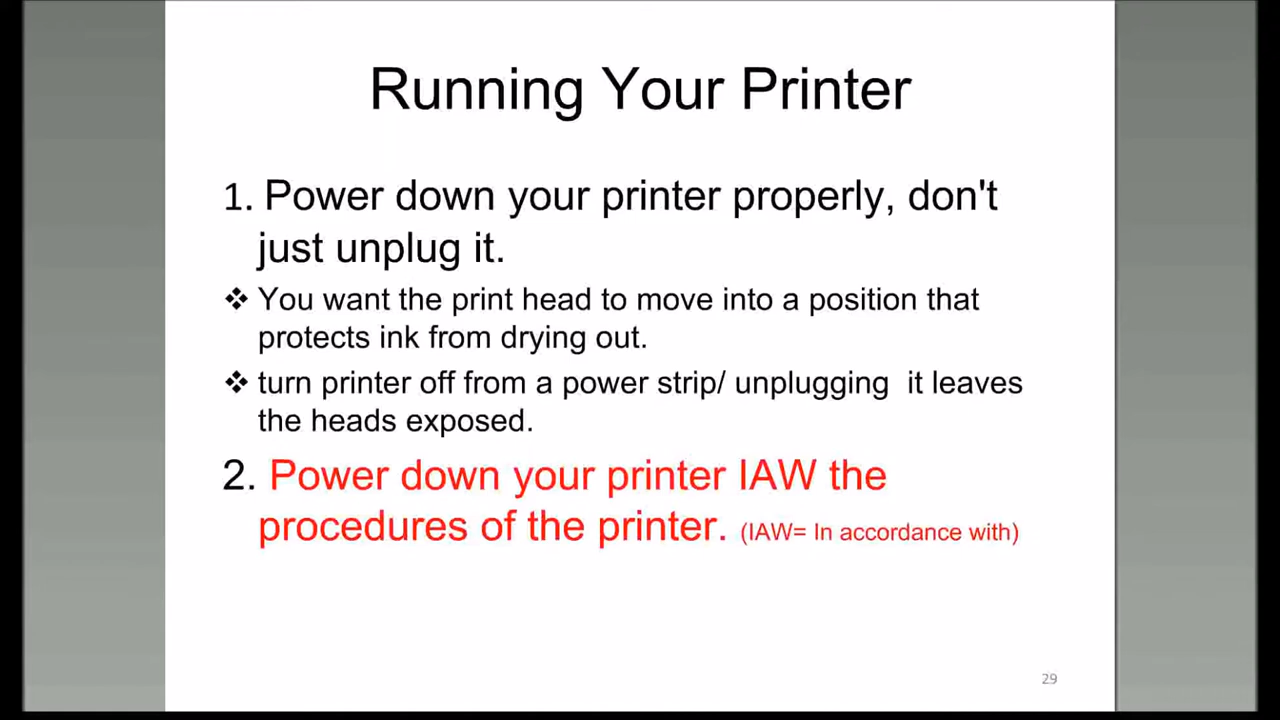 Running Your Printer
1. Power down your printer properly, don't
just unplug it.
❖ You want the print head to move into a position that
protects ink from drying out.
❖ turn printer off from a power strip/ unplugging  it leaves
the heads exposed.
2. Power down your printer IAW the
procedures of the printer. (IAW= In accordance with)
29